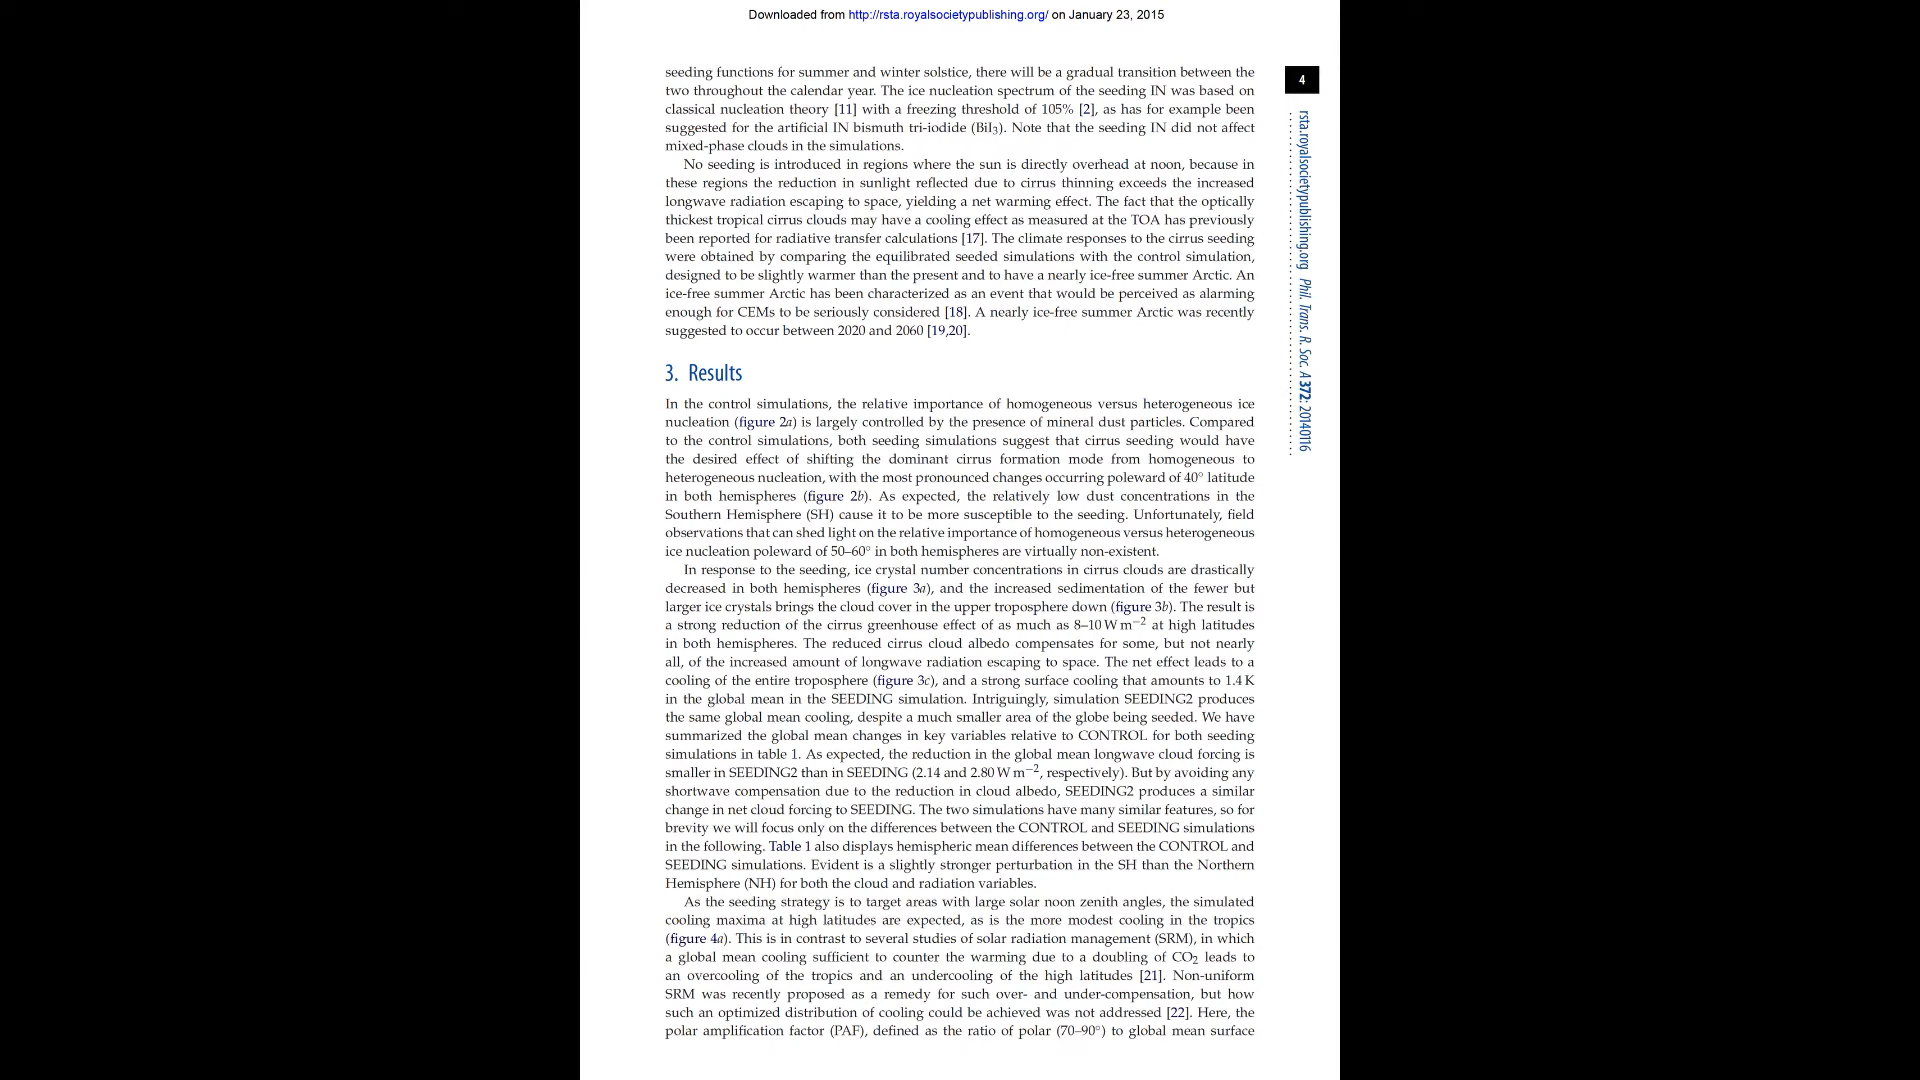 Downloaded from http://rsta.royalsocietypublishing.org/ on January 23, 2015
4
rsta.royalsocietypublishing.org Phil. Trans. R. Soc. A 372: 20140116
seeding functions for summer and winter solstice, there will be a gradual transition between the
two throughout the calendar year. The ice nucleation spectrum of the seeding IN was based on
classical nucleation theory [11] with a freezing threshold of 105% [2], as has for example been
suggested for the artificial IN bismuth tri-iodide (BiI3). Note that the seeding IN did not affect
mixed-phase clouds in the simulations.
No seeding is introduced in regions where the sun is directly overhead at noon, because in
these regions the reduction in sunlight reflected due to cirrus thinning exceeds the increased
longwave radiation escaping to space, yielding a net warming effect. The fact that the optically
thickest tropical cirrus clouds may have a cooling effect as measured at the TOA has previously
been reported for radiative transfer calculations [17]. The climate responses to the cirrus seeding
were obtained by comparing the equilibrated seeded simulations with the control simulation,
designed to be slightly warmer than the present and to have a nearly ice-free summer Arctic. An
ice-free summer Arctic has been characterized as an event that would be perceived as alarming
enough for CEMs to be seriously considered [18]. A nearly ice-free summer Arctic was recently
suggested to occur between 2020 and 2060 [19,20].
3. Results
In the control simulations, the relative importance of homogeneous versus heterogeneous ice
nucleation (figure 2a) is largely controlled by the presence of mineral dust particles. Compared
to the control simulations, both seeding simulations suggest that cirrus seeding would have
the desired effect of shifting the dominant cirrus formation mode from homogeneous to
heterogeneous nucleation, with the most pronounced changes occurring poleward of 40° latitude
in both hemispheres (figure 2b). As expected, the relatively low dust concentrations in the
Southern Hemisphere (SH) cause it to be more susceptible to the seeding. Unfortunately, field
observations that can shed light on the relative importance of homogeneous versus heterogeneous
ice nucleation poleward of 50–60° in both hemispheres are virtually non-existent.
In response to the seeding, ice crystal number concentrations in cirrus clouds are drastically
decreased in both hemispheres (figure 3a), and the increased sedimentation of the fewer but
larger ice crystals brings the cloud cover in the upper troposphere down (figure 3b). The result is
a strong reduction of the cirrus greenhouse effect of as much as 8–10 W m−2 at high latitudes
in both hemispheres. The reduced cirrus cloud albedo compensates for some, but not nearly
all, of the increased amount of longwave radiation escaping to space. The net effect leads to a
cooling of the entire troposphere (figure 3c), and a strong surface cooling that amounts to 1.4 K
in the global mean in the SEEDING simulation. Intriguingly, simulation SEEDING2 produces
the same global mean cooling, despite a much smaller area of the globe being seeded. We have
summarized the global mean changes in key variables relative to CONTROL for both seeding
simulations in table 1. As expected, the reduction in the global mean longwave cloud forcing is
smaller in SEEDING2 than in SEEDING (2.14 and 2.80 W m−2, respectively). But by avoiding any
shortwave compensation due to the reduction in cloud albedo, SEEDING2 produces a similar
change in net cloud forcing to SEEDING. The two simulations have many similar features, so for
brevity we will focus only on the differences between the CONTROL and SEEDING simulations
in the following. Table 1 also displays hemispheric mean differences between the CONTROL and
SEEDING simulations. Evident is a slightly stronger perturbation in the SH than the Northern
Hemisphere (NH) for both the cloud and radiation variables.
As the seeding strategy is to target areas with large solar noon zenith angles, the simulated
cooling maxima at high latitudes are expected, as is the more modest cooling in the tropics
(figure 4a). This is in contrast to several studies of solar radiation management (SRM), in which
a global mean cooling sufficient to counter the warming due to a doubling of CO2 leads to
an overcooling of the tropics and an undercooling of the high latitudes [21]. Non-uniform
SRM was recently proposed as a remedy for such over- and under-compensation, but how
such an optimized distribution of cooling could be achieved was not addressed [22]. Here, the
polar amplification factor (PAF), defined as the ratio of polar (70–90°) to global mean surface